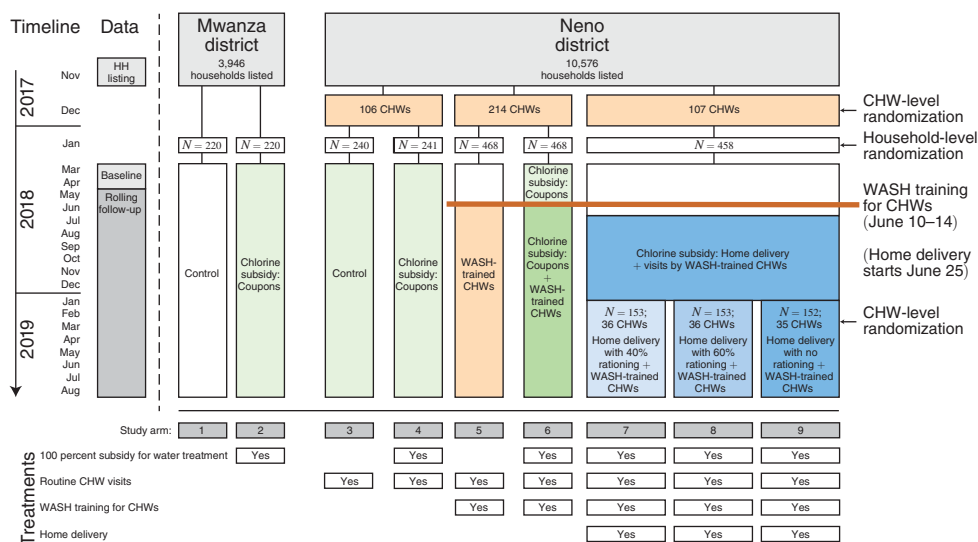 Timeline
Data
Mwanza
district
3,946
households listed
Neno
district
10,576
households listed
2017
Nov
Dec
HH
listing
106 CHWs
214 CHWs
107 CHWs
CHW-level
randomization
2018
Jan
N = 220
N = 220
N = 240
N = 241
N = 468
N = 468
N = 458
Household-level
randomization
Mar
Apr
May
Jun
Jul
Aug
Sep
Oct
Nov
Dec
Baseline
Rolling
follow-up
Control
Chlorine
subsidy:
Coupons
Control
Chlorine
subsidy:
Coupons
WASH-
trained
CHWs
Chlorine
subsidy:
Coupons
Chlorine
subsidy:
Coupons
+
WASH-
trained
CHWs
Chlorine subsidy: Home delivery
+ visits by WASH-trained CHWs
WASH training
for CHWs
(June 10–14)
(Home delivery
starts June 25)
2019
Jan
Feb
Mar
Apr
May
Jun
Jul
Aug
N = 153;
36 CHWs
Home delivery
with 40%
rationing +
WASH-trained
CHWs
N = 153;
36 CHWs
Home delivery
with 60%
rationing +
WASH-trained
CHWs
N = 152;
35 CHWs
Home delivery
with no
rationing +
WASH-trained
CHWs
CHW-level
randomization
Study arm: 1 2 3 4 5 6 7 8 9
Treatments
100 percent subsidy for water treatment Yes Yes Yes Yes Yes Yes
Routine CHW visits Yes Yes Yes Yes Yes Yes Yes
WASH training for CHWs Yes Yes Yes Yes Yes
Home delivery Yes Yes Yes